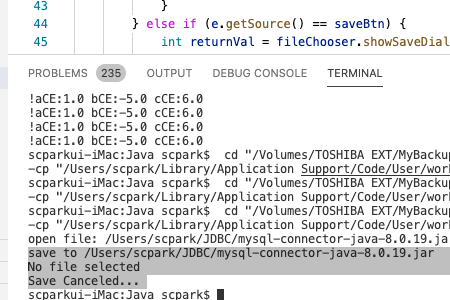 43 }
44 } else if (e.getSource() == saveBtn) {
45 int returnVal = fileChooser.showSaveDial
PROBLEMS 235 OUTPUT DEBUG CONSOLE TERMINAL
!aCE:1.0 bCE:-5.0 cCE:6.0
!aCE:1.0 bCE:-5.0 cCE:6.0
!aCE:1.0 bCE:-5.0 cCE:6.0
!aCE:1.0 bCE:-5.0 cCE:6.0
scparkui-iMac:Java scpark$ cd "/Volumes/TOSHIBA EXT/MyBackup
-cp "/Users/scpark/Library/Application Support/Code/User/wor
scparkui-iMac:Java scpark$ cd "/Volumes/TOSHIBA EXT/MyBackup
-cp "/Users/scpark/Library/Application Support/Code/User/wor
scparkui-iMac:Java scpark$ cd "/Volumes/TOSHIBA EXT/MyBackup
-cp "/Users/scpark/Library/Application Support/Code/User/wor
open file: /Users/scpark/JDBC/mysql-connector-java-8.0.19.ja
save to /Users/scpark/JDBC/mysql-connector-java-8.0.19.jar
No file selected
Save Canceled...
scparkui-iMac:Java scpark$